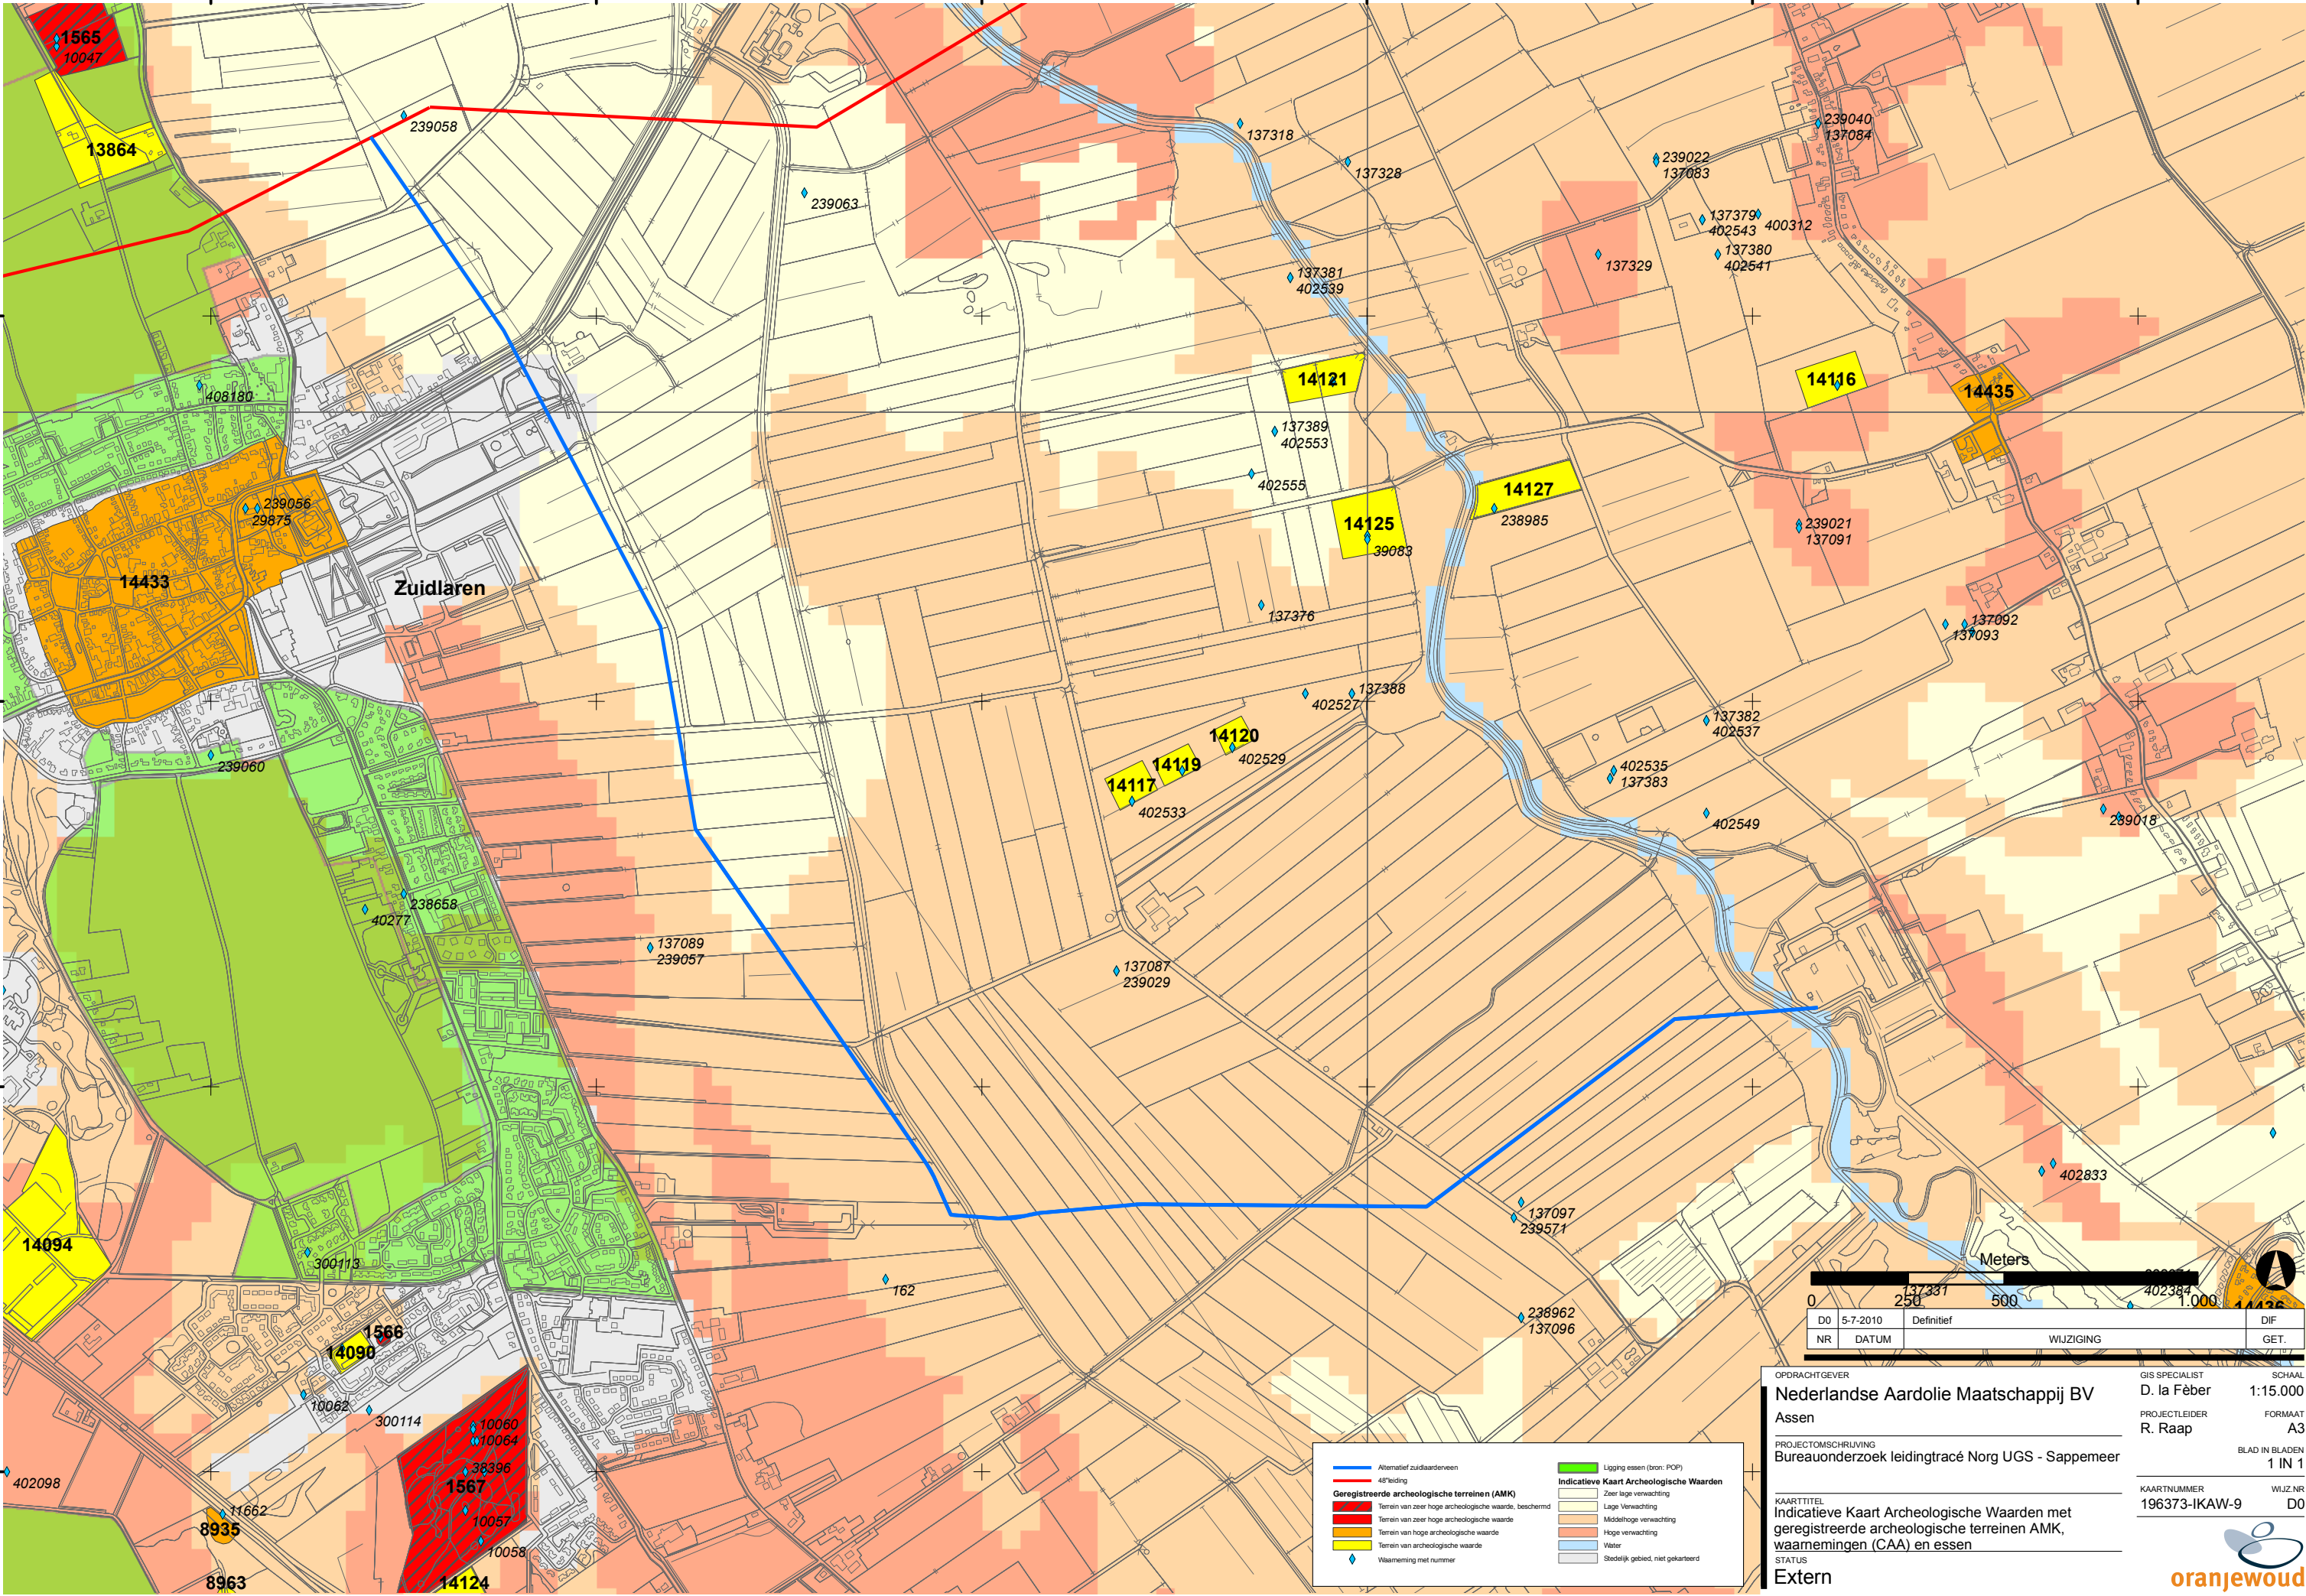 1565
10047
13864
239058
239063
137318
137328
239040
137084
239022
137083
137379
402543
400312
137380
402541
137329
137381
402539
408180
14121
14116
14435
137389
402553
402555
14127
238985
14125
39083
239021
137091
239056
29875
14433
Zuidlaren
137376
137092
137093
137388
402527
14120
402529
14119
14117
402533
137382
402537
402535
137383
402549
239018
239060
238658
40277
137089
239057
137087
239029
402833
137097
239571
14094
300113
162
238962
137096
1566
14090
10062
300114
10060
10064
38396
1567
10057
10058
402098
11662
8935
8963
14124
Meters
137331
402384
0 250 500 1.000
14436
D0 5-7-2010 Definitief DIF
NR DATUM WIJZIGING GET.
OPDRACHTGEVER
Nederlandse Aardolie Maatschappij BV
Assen
GIS SPECIALIST
D. la Fèber
SCHAAL
1:15.000
PROJECTLEIDER
R. Raap
FORMAAT
A3
PROJECTOMSCHRIJVING
Bureauonderzoek leidingtracé Norg UGS - Sappemeer
BLAD IN BLADEN
1 IN 1
KAARTTITEL
Indicatieve Kaart Archeologische Waarden met
geregistreerde archeologische terreinen AMK,
waarnemingen (CAA) en essen
KAARTNUMMER
196373-IKAW-9
WIJZ.NR
D0
STATUS
Extern
oranjewoud
Alternatief zuidlaarderveen
48"leiding
Geregistreerde archeologische terreinen (AMK)
Terrein van zeer hoge archeologische waarde, beschermd
Terrein van zeer hoge archeologische waarde
Terrein van hoge archeologische waarde
Terrein van archeologische waarde
Waarneming met nummer
Ligging essen (bron: POP)
Indicatieve Kaart Archeologische Waarden
Zeer lage verwachting
Lage Verwachting
Middelhoge verwachting
Hoge verwachting
Water
Stedelijk gebied, niet gekarteerd